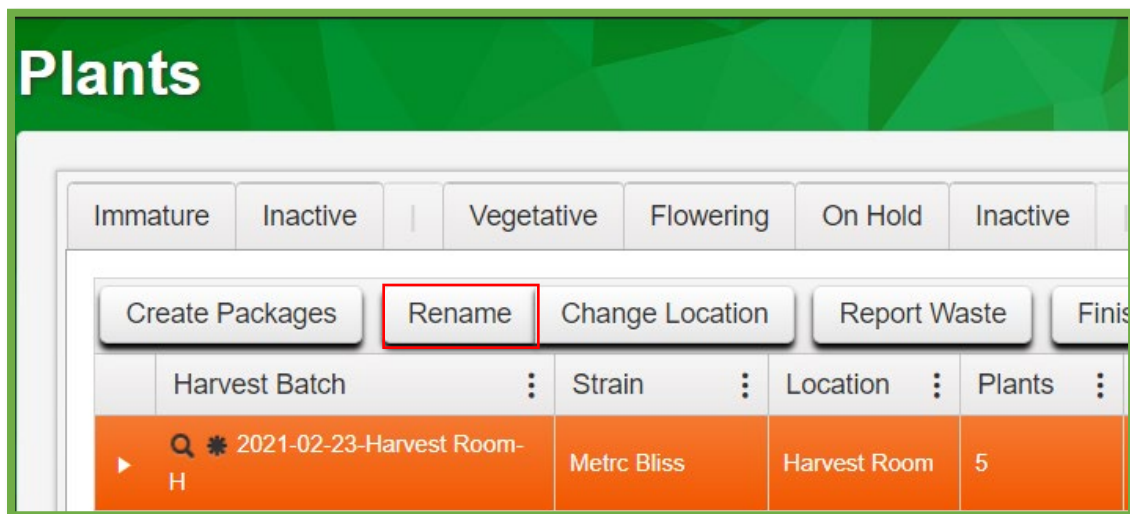 Plants
Immature Inactive | Vegetative Flowering On Hold Inactive
Create Packages Rename Change Location Report Waste Finis
Harvest Batch Strain Location Plants
2021-02-23-Harvest Room- Metrc Bliss Harvest Room 5
H